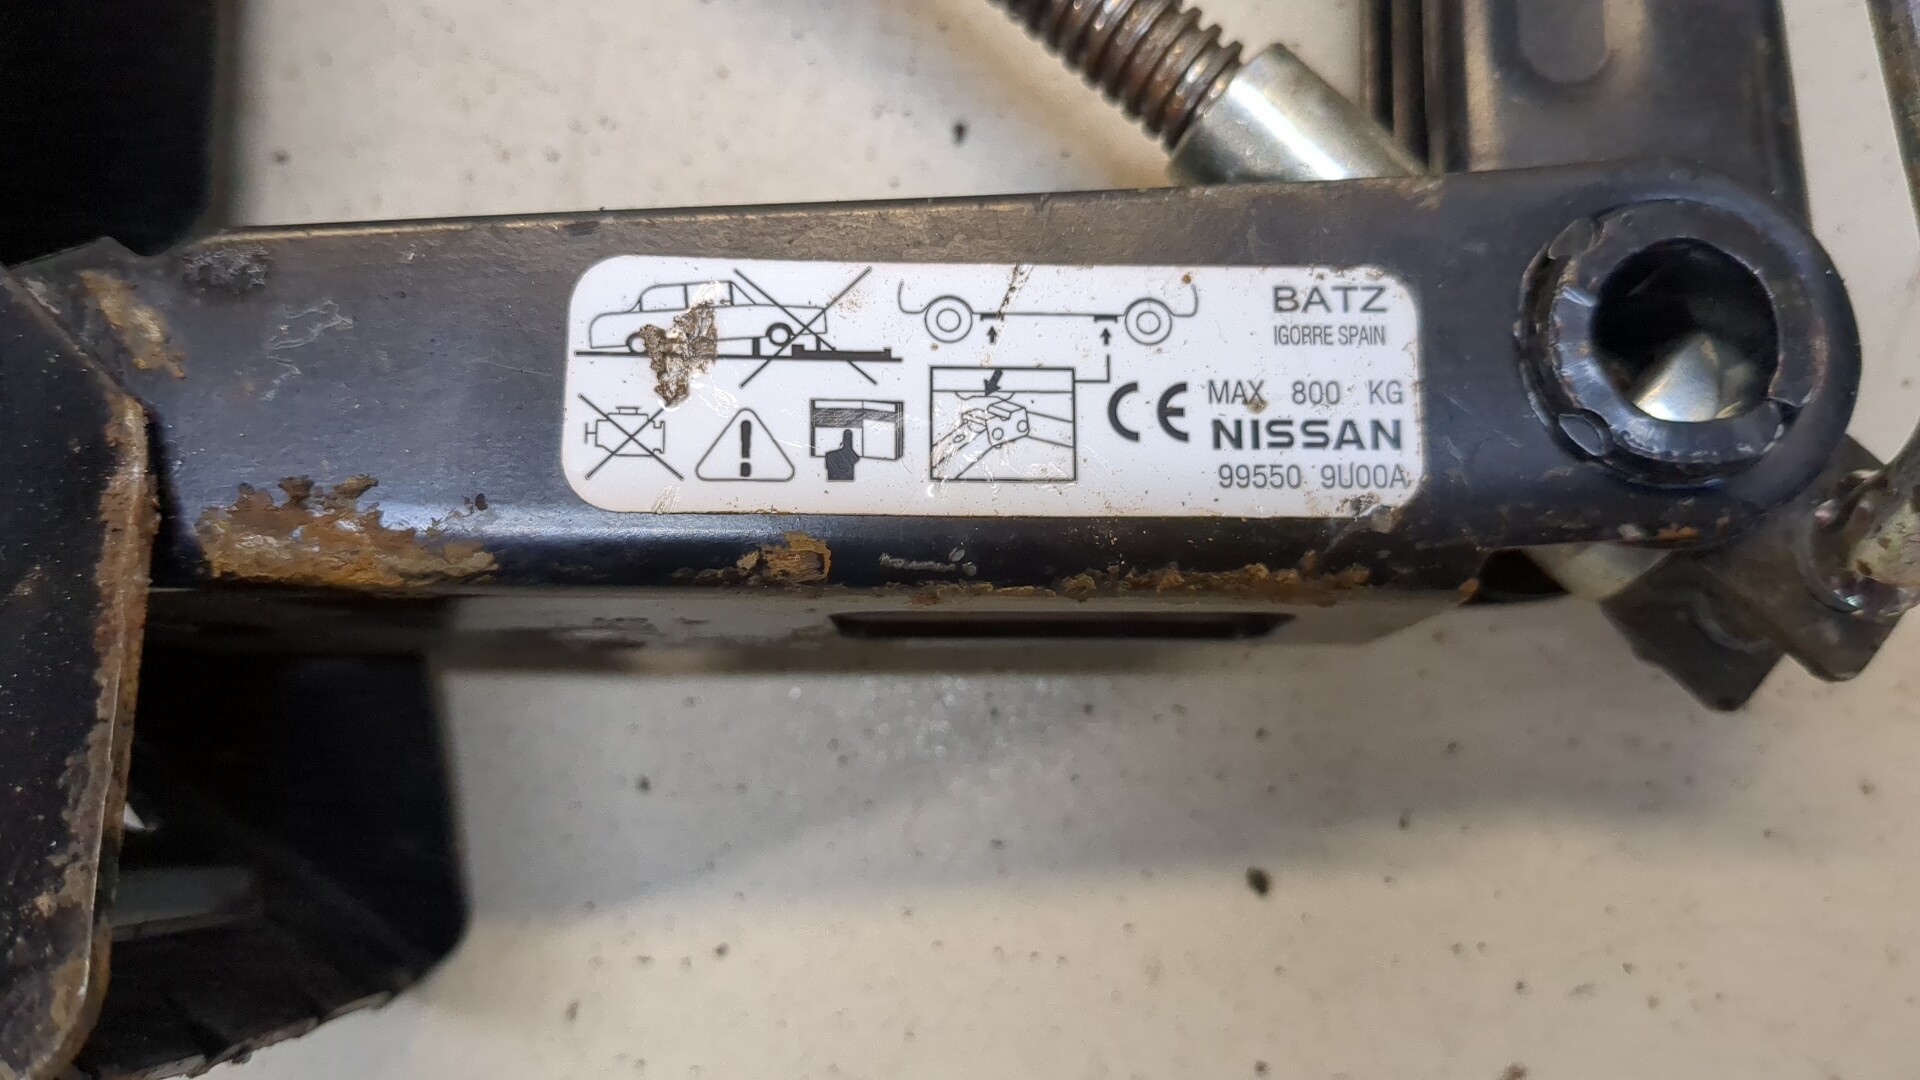 BATZ
IGORRE SPAIN
CE MAX 800 KG
NISSAN
99550 9U00A